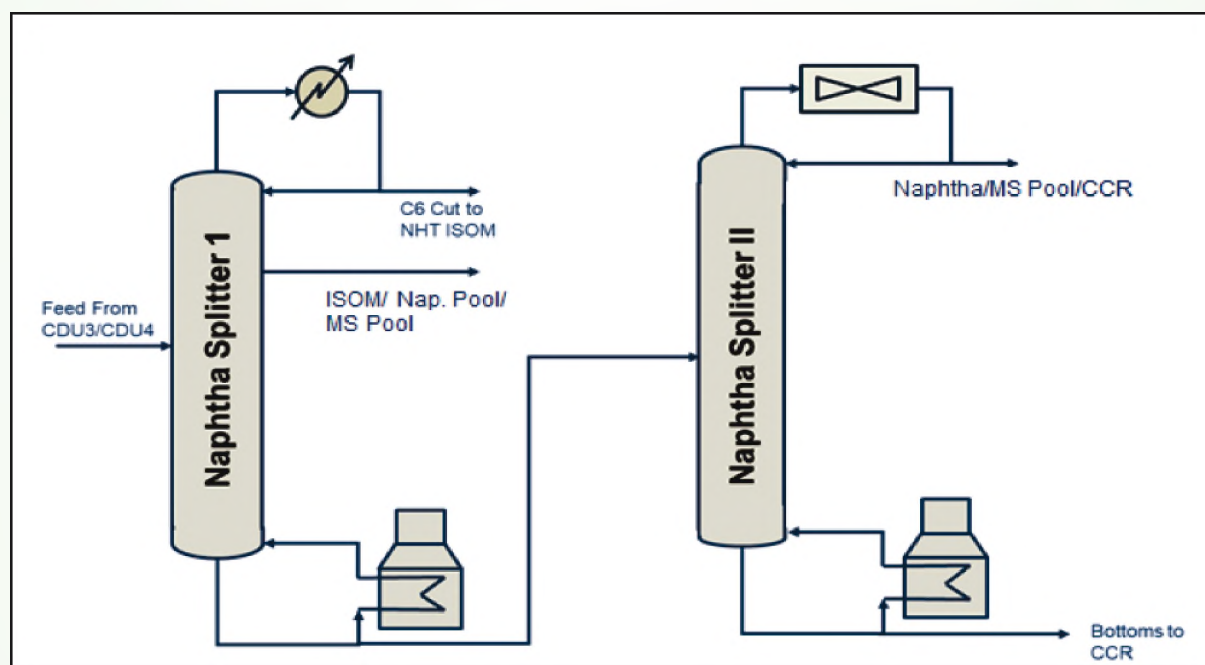 C6 Cut to
NHT ISOM
Naphtha/MS Pool/CCR
ISOM/ Nap. Pool/
MS Pool
Feed From
CDU3/CDU4
Naphtha Splitter 1
Naphtha Splitter II
Bottoms to
CCR